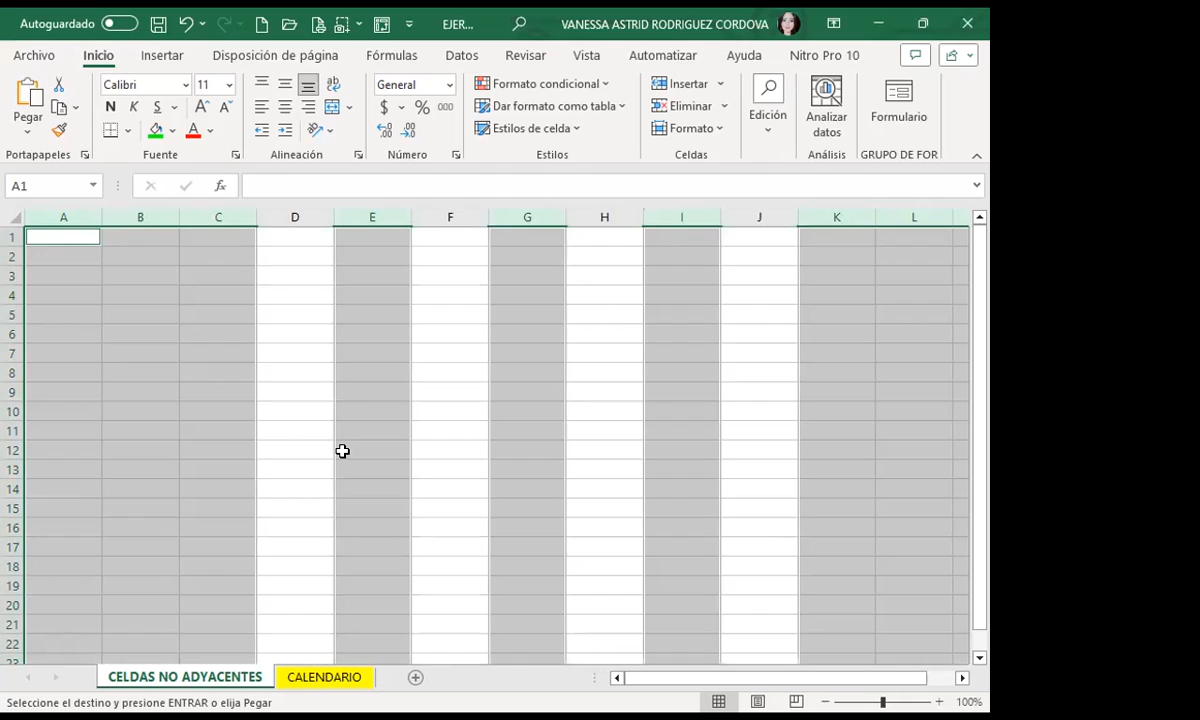 Autoguardado EJER... VANESSA ASTRID RODRIGUEZ CORDOVA
Archivo Inicio Insertar Disposición de página Fórmulas Datos Revisar Vista Automatizar Ayuda Nitro Pro 10
Pegar
Portapapeles
Calibri 11
N K S A A
A
Fuente
ab
Alineación
General
$ % 000
Número
Formato condicional
Dar formato como tabla
Estilos de celda
Estilos
Insertar
Eliminar
Formato
Celdas
Edición
Analizar
datos
Análisis
Formulario
GRUPO DE FOR
A1 fx
A B C D E F G H I J K L
1
2
3
4
5
6
7
8
9
10
11
12
13
14
15
16
17
18
19
20
21
22
23
CELDAS NO ADYACENTES CALENDARIO
Seleccione el destino y presione ENTRAR o elija Pegar 100%